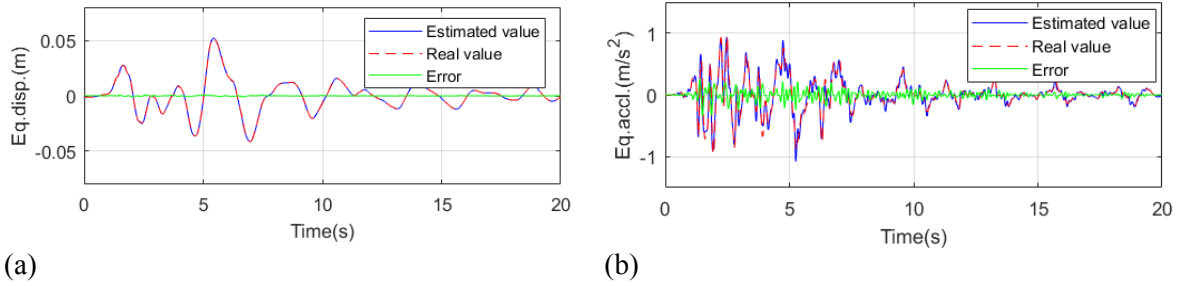 0.05
0
-0.05
Eq.disp.(m)
Estimated value
Real value
Error
0 5 10 15 20
Time(s)
(a)
1
0
-1
Eq.accl.(m/s²)
Estimated value
Real value
Error
0 5 10 15 20
Time(s)
(b)